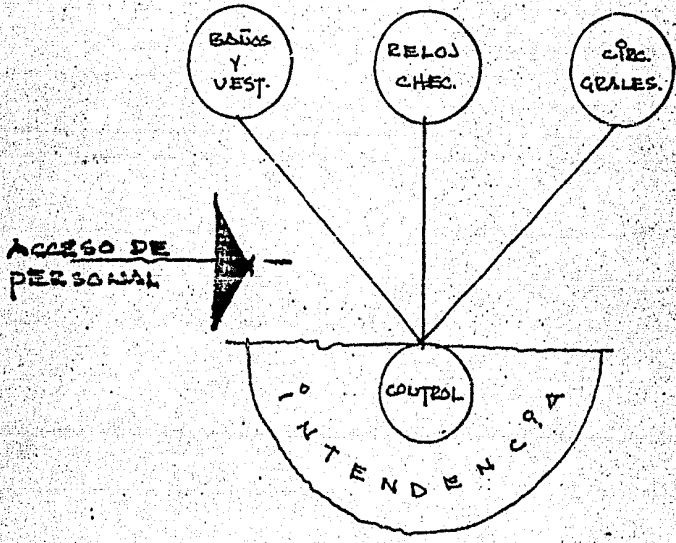 BAÑOS
Y
VEST.
RELOJ
CHEC.
CIRC.
GRALES.
ACCESO DE
PERSONAL
CONTROL
INTENDENCIA